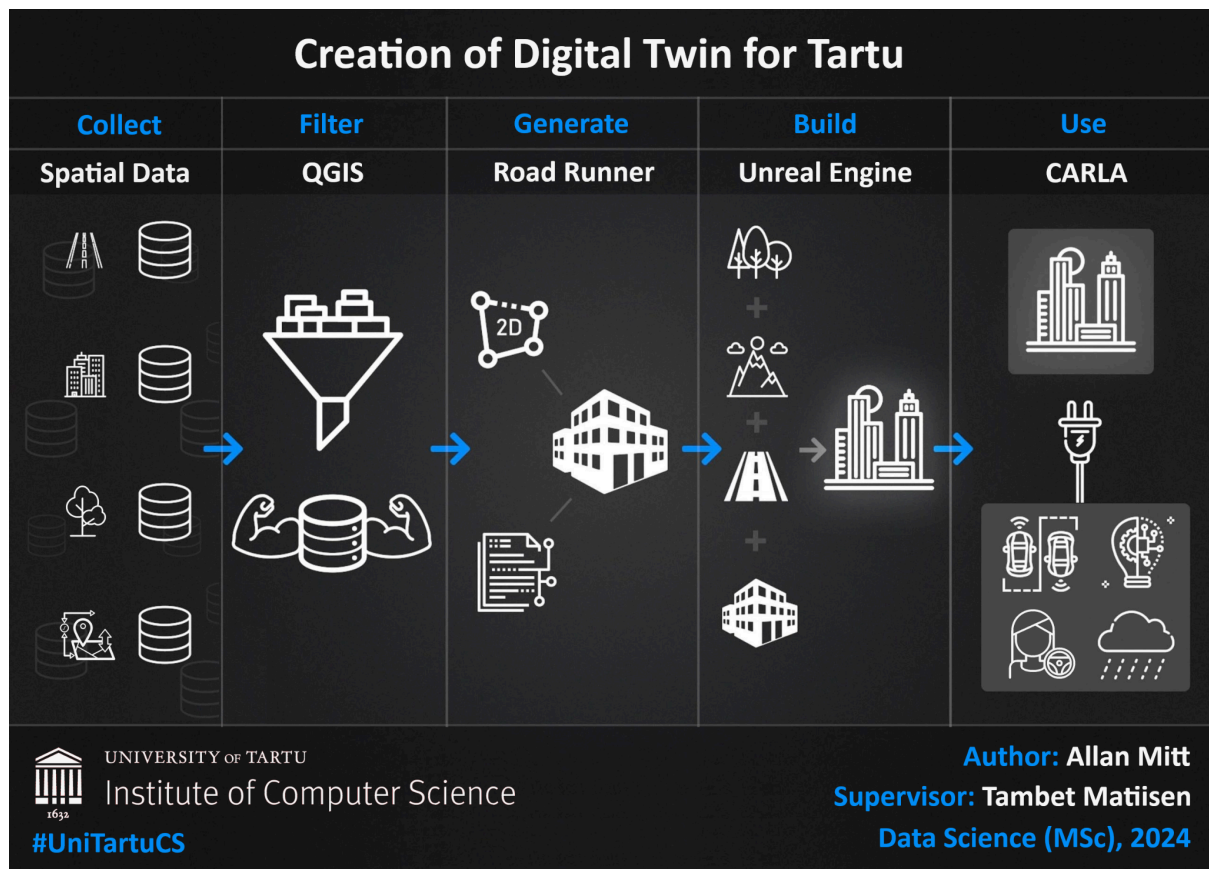 Creation of Digital Twin for Tartu
Collect
Filter
Generate
Build
Use
Spatial Data
QGIS
Road Runner
Unreal Engine
CARLA
2D
UNIVERSITY OF TARTU
Institute of Computer Science
1632
#UniTartuCS
Author: Allan Mitt
Supervisor: Tambet Matiisen
Data Science (MSc), 2024